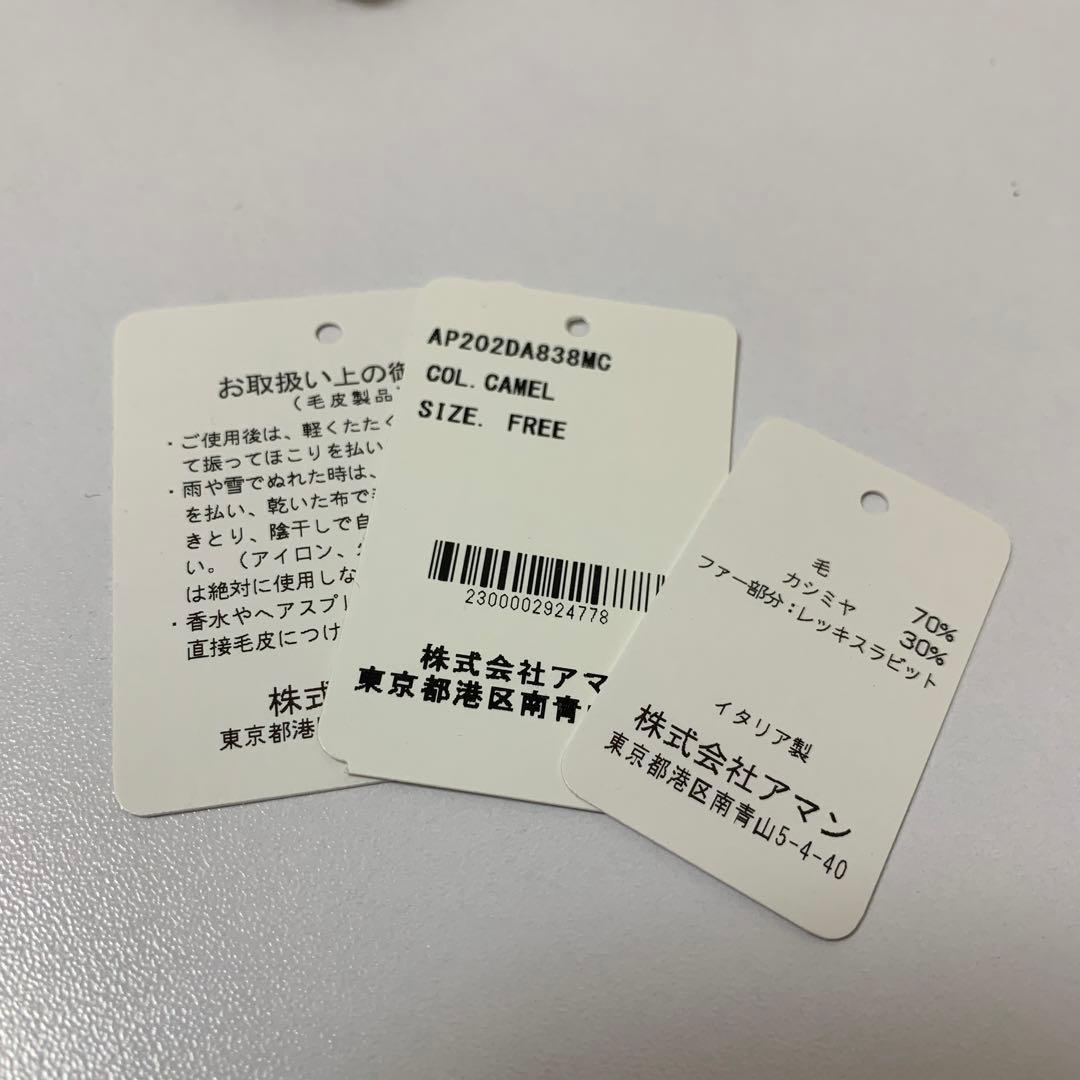 お取扱い上の
(毛皮製品
・ご使用後は、軽くたたく
て振ってほこりを払い
・雨や雪でぬれた時は、
を払い、乾いた布で
きとり、陰干しで自
い。(アイロン、
は絶対に使用しな
・香水やヘアスプレ
直接毛皮につけ
株式
東京都港
AP202DA838MC
COL. CAMEL
SIZE. FREE
2300002924778
株式会社アマ
東京都港区南青
毛 70%
カシミヤ 30%
ファー部分:レッキスラビット
イタリア製
株式会社アマン
東京都港区南青山5-4-40